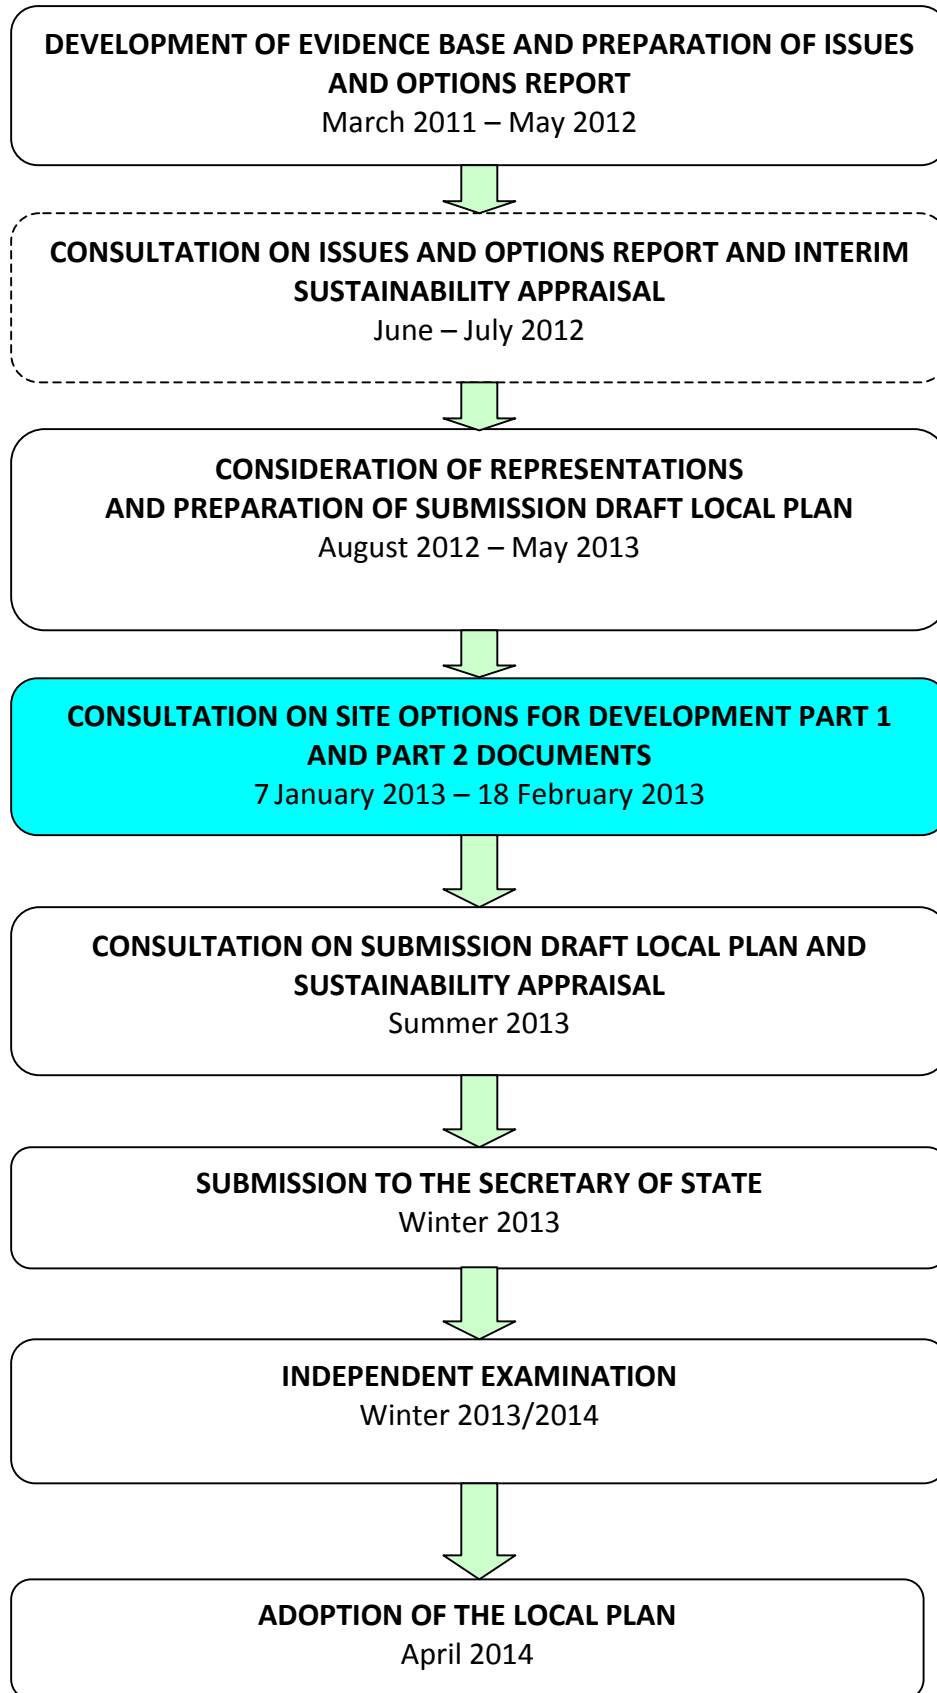 DEVELOPMENT OF EVIDENCE BASE AND PREPARATION OF ISSUES
AND OPTIONS REPORT
March 2011 – May 2012
CONSULTATION ON ISSUES AND OPTIONS REPORT AND INTERIM
SUSTAINABILITY APPRAISAL
June – July 2012
CONSIDERATION OF REPRESENTATIONS
AND PREPARATION OF SUBMISSION DRAFT LOCAL PLAN
August 2012 – May 2013
CONSULTATION ON SITE OPTIONS FOR DEVELOPMENT PART 1
AND PART 2 DOCUMENTS
7 January 2013 – 18 February 2013
CONSULTATION ON SUBMISSION DRAFT LOCAL PLAN AND
SUSTAINABILITY APPRAISAL
Summer 2013
SUBMISSION TO THE SECRETARY OF STATE
Winter 2013
INDEPENDENT EXAMINATION
Winter 2013/2014
ADOPTION OF THE LOCAL PLAN
April 2014